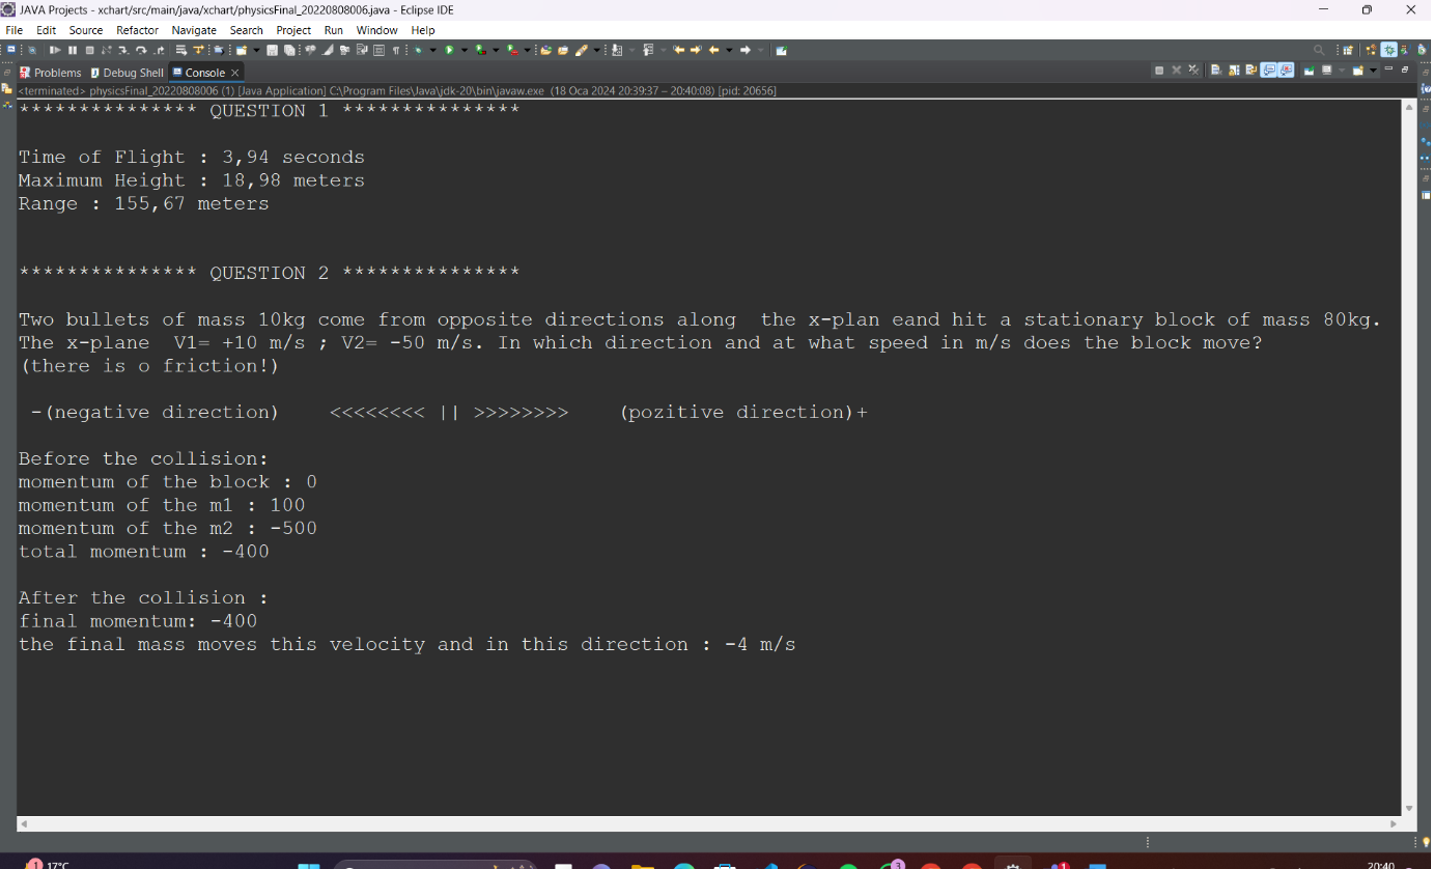 JAVA Projects - xchart/src/main/java/xchart/physicsFinal_20220808006.java - Eclipse IDE
File Edit Source Refactor Navigate Search Project Run Window Help
Problems Debug Shell Console
<terminated> physicsFinal_20220808006 (1) [Java Application] C:\Program Files\Java\jdk-20\bin\javaw.exe (18 Oca 2024 20:39:37 – 20:40:08) [pid: 20656]
*************** QUESTION 1 ***************
Time of Flight : 3,94 seconds
Maximum Height : 18,98 meters
Range : 155,67 meters
*************** QUESTION 2 ***************
Two bullets of mass 10kg come from opposite directions along  the x-plan eand hit a stationary block of mass 80kg.
The x-plane  V1= +10 m/s ; V2= -50 m/s. In which direction and at what speed in m/s does the block move?
(there is o friction!)
-(negative direction)    <<<<<<<< || >>>>>>>>    (pozitive direction)+
Before the collision:
momentum of the block : 0
momentum of the m1 : 100
momentum of the m2 : -500
total momentum : -400
After the collision :
final momentum: -400
the final mass moves this velocity and in this direction : -4 m/s
1 17°C 3 1 20:40